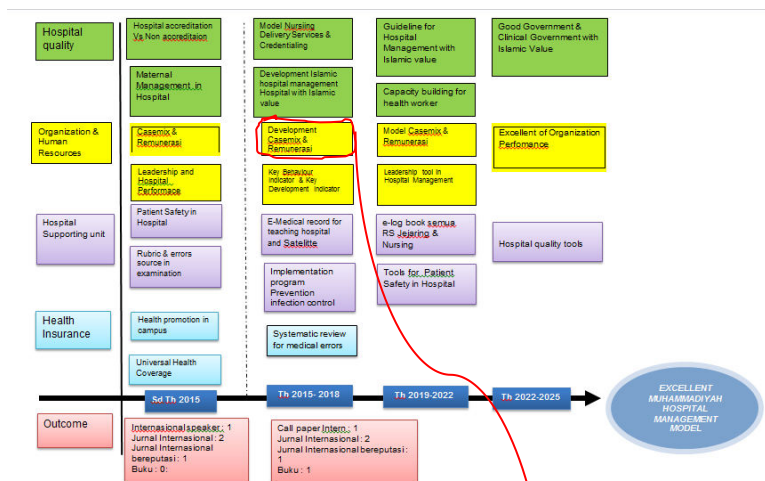 Hospital
quality
Hospital accreditation
Vs Non accreditaion
Maternal
Management in
Hospital
Model Nursiing
Delivery Services &
Credentialing
Development Islamic
hospital management
Hospital with Islamic
value
Guideline for
Hospital
Management with
Islamic value
Capacity building for
health worker
Good Government &
Clinical Government with
Islamic Value
Organization &
Human
Resources
Casemix &
Remunerasi
Leadership and
Hospital
Performace
Development
Casemix &
Remunerasi
Key Behaviour
Indicator & Key
Development Indicator
Model Casemix &
Remunerasi
Leadership tool in
Hospital Management
Excellent of Organization
Perfomance
Hospital
Supporting unit
Patient Safety in
Hospital
Rubric & errors
source in
examination
E-Medical record for
teaching hospital
and Satelitte
Implementation
program
Prevention
infection control
e-log book semua
RS Jejaring &
Nursing
Tools for Patient
Safety in Hospital
Hospital quality tools
Health
Insurance
Health promotion in
campus
Universal Health
Coverage
Systematic review
for medical errors
Sd Th 2015
Th 2015- 2018
Th 2019-2022
Th 2022-2025
EXCELLENT
MUHAMMADIYAH
HOSPITAL
MANAGEMENT
MODEL
Outcome
Internasional speaker : 1
Jurnal Internasional : 2
Jurnal Internasional
bereputasi : 1
Buku : 0:
Call paper Intern : 1
Jurnal Internasional : 2
Jurnal Internasional bereputasi :
1
Buku : 1